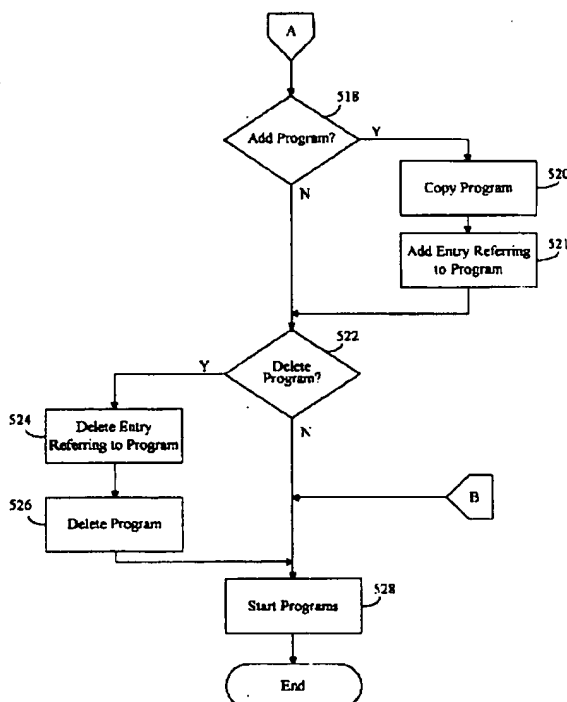 A
518
Add Program?
Y
N
520
Copy Program
521
Add Entry Referring
to Program
522
Delete
Program?
Y
N
524
Delete Entry
Referring to Program
B
526
Delete Program
528
Start Programs
End